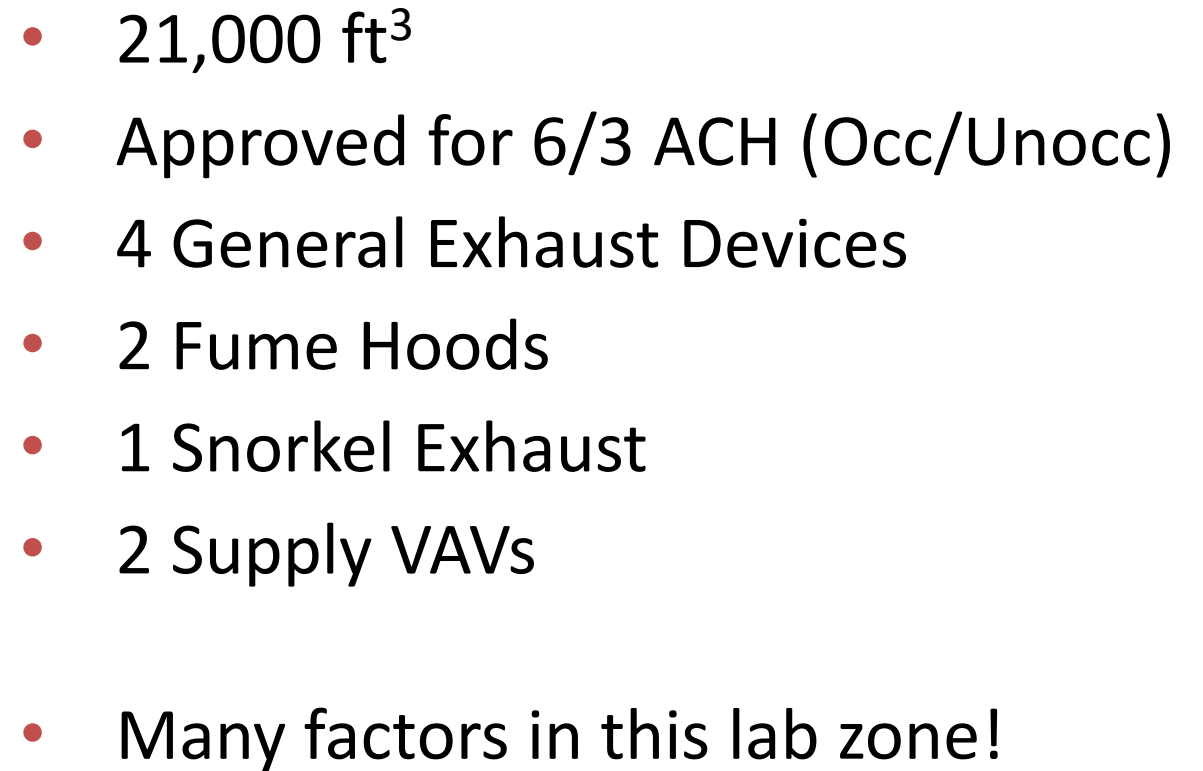 • 21,000 ft³
• Approved for 6/3 ACH (Occ/Unocc)
• 4 General Exhaust Devices
• 2 Fume Hoods
• 1 Snorkel Exhaust
• 2 Supply VAVs
• Many factors in this lab zone!